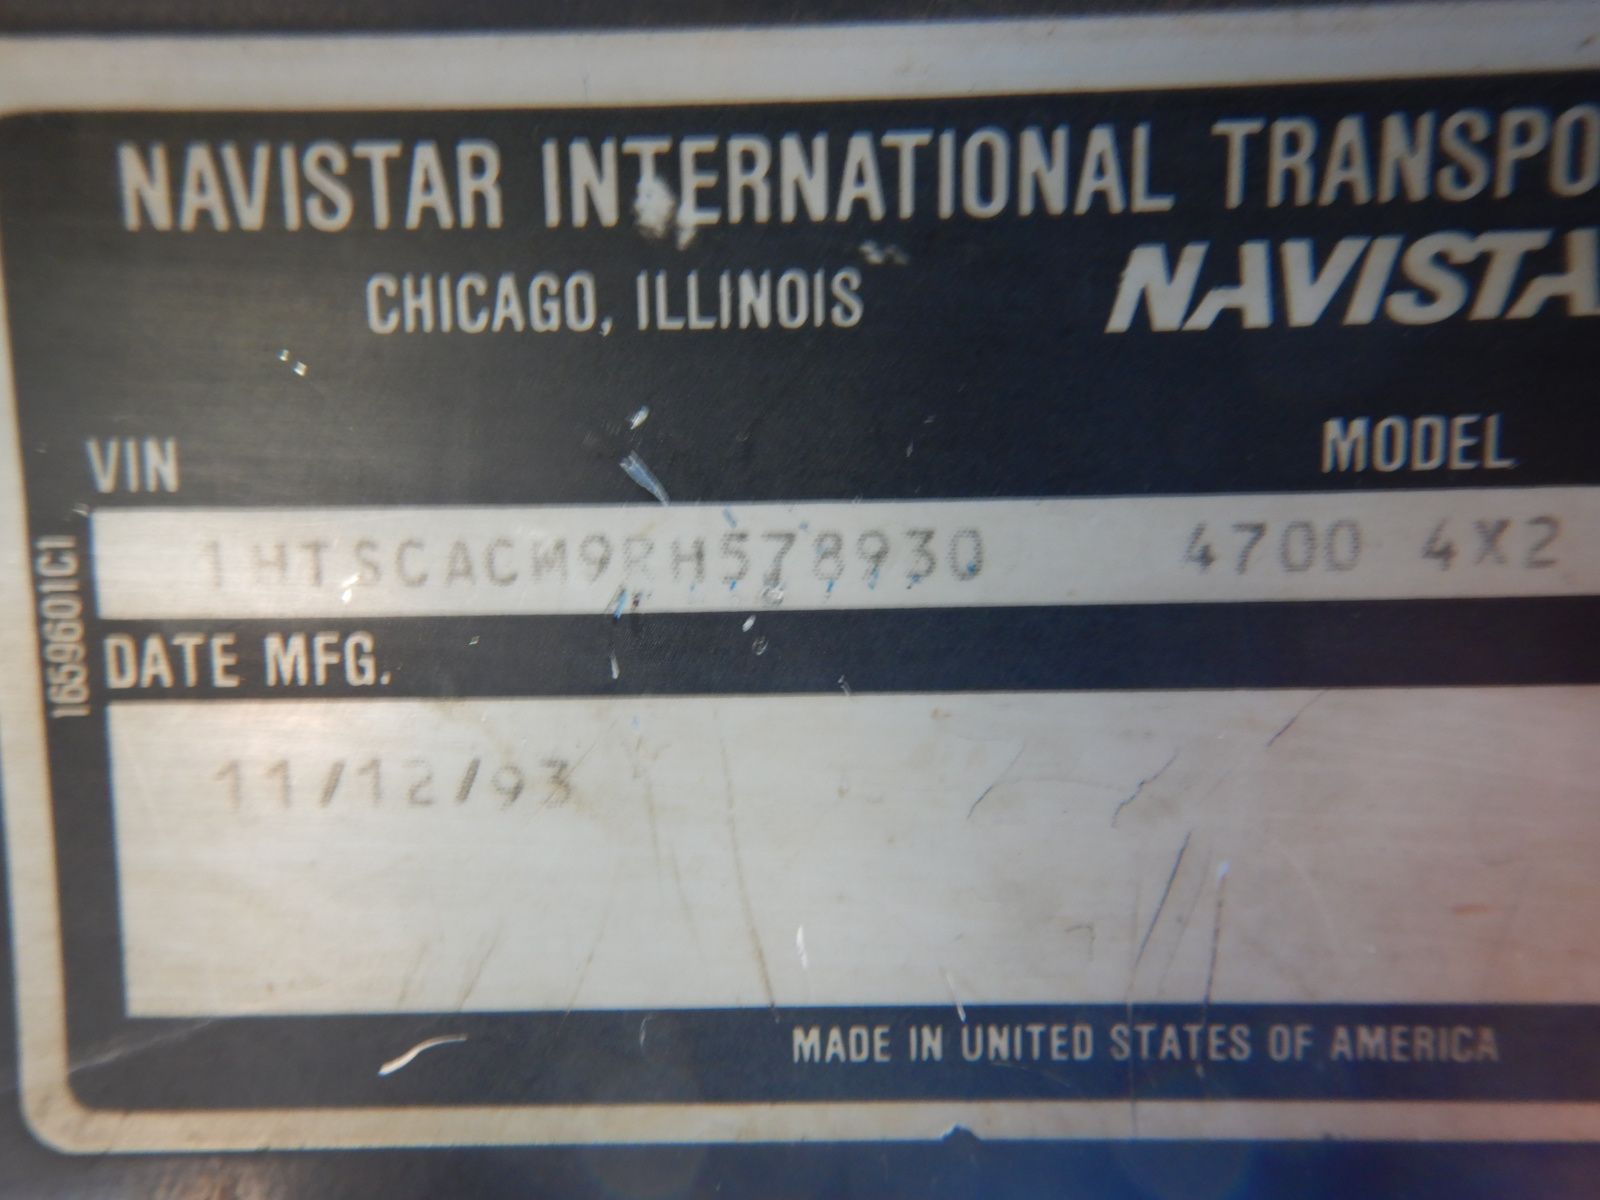 NAVISTAR INTERNATIONAL TRANSPO
CHICAGO, ILLINOIS
NAVISTA
VIN
MODEL
1HTSCACM9RH578930 4700 4X2
DATE MFG.
11/12/93
1659601C1
MADE IN UNITED STATES OF AMERICA